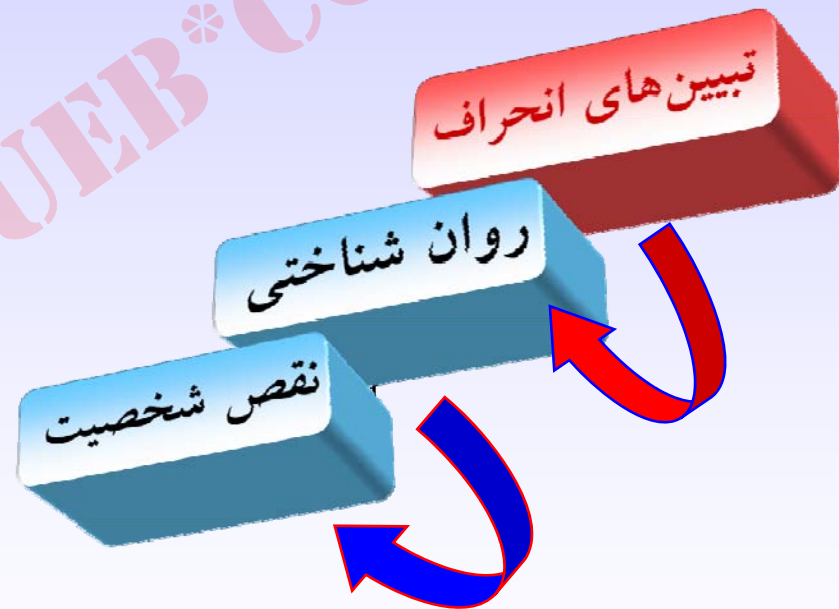 تبیین‌های انحراف
روان شناختی
نقص شخصیت